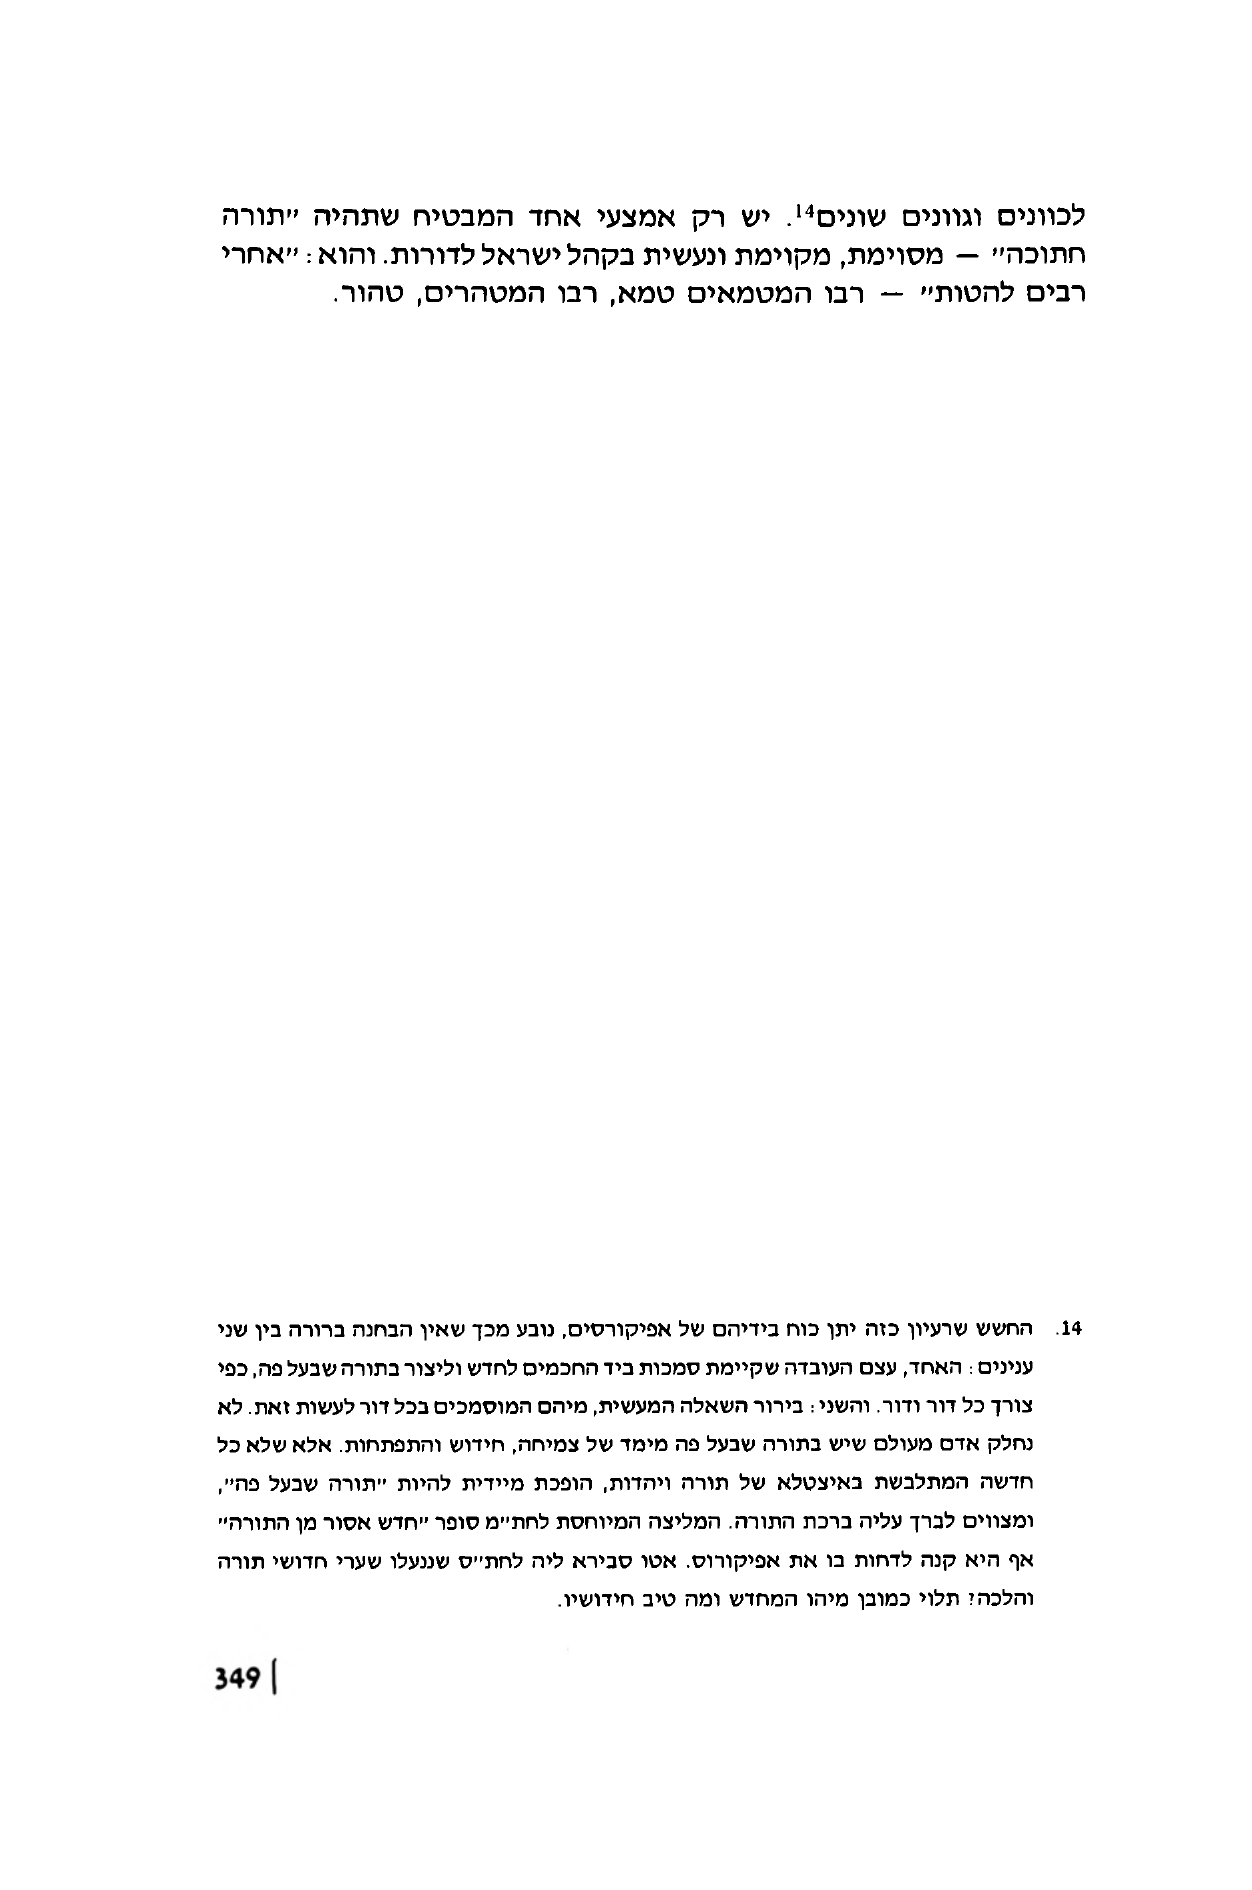 לכוונים וגוונים שונים14. יש רק אמצעי אחד המבטיח שתהיה ״תורה
חתוכה״ — מסוימת, מקוימת ונעשית בקהל ישראל לדורות. והוא: ״אחרי
רבים להטות״ — רבו המטמאים טמא, רבו המטהרים, טהור.
14. החשש שרעיון כזה יתן כוח בידיהם של אפיקורסים, נובע מכך שאין הבחנה ברורה בין שני
ענינים: האחד, עצם העובדה שקיימת סמכות ביד החכמים לחדש וליצור בתורה שבעל פה, כפי
צורך כל דור ודור. והשני: בירור השאלה המעשית, מיהם המוסמכים בכל דור לעשות זאת. לא
נחלק אדם מעולם שיש בתורה שבעל פה מימד של צמיחה, חידוש והתפתחות. אלא שלא כל
חדשה המתלבשת באיצטלא של תורה ויהדות, הופכת מיידית להיות ״תורה שבעל פה״,
ומצווים לברך עליה ברכת התורה. המליצה המיוחסת לחת״מ סופר ״חדש אסור מן התורה״
אף היא קנה לדחות בו את אפיקורוס. אטו סבירא ליה לחת״ס שננעלו שערי חדושי תורה
והלכה? תלוי כמובן מיהו המחדש ומה טיב חידושיו.
349